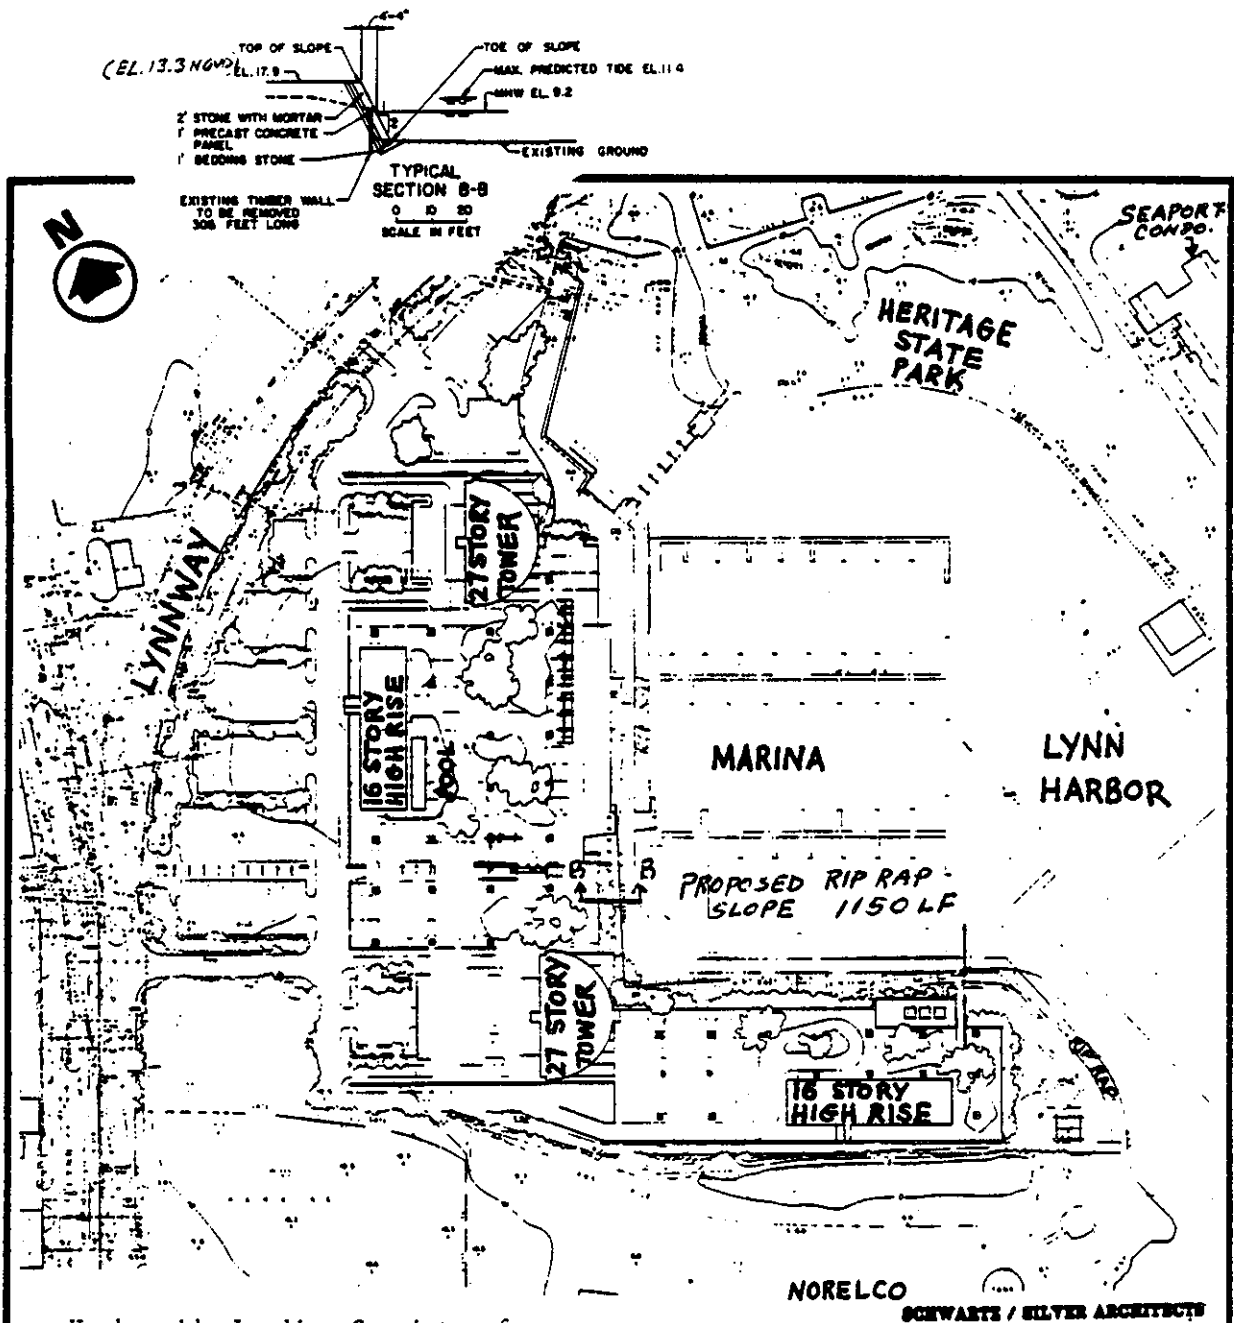 4'-4"
TOP OF SLOPE
TOE OF SLOPE
(EL. 13.3 NGVD)
EL. 17.9
MAX. PREDICTED TIDE EL. 11.4
MHW EL. 9.2
2' STONE WITH MORTAR
1' PRECAST CONCRETE
PANEL
1' BEDDING STONE
EXISTING GROUND
TYPICAL
SECTION B-B
EXISTING TIMBER WALL
TO BE REMOVED
306 FEET LONG
0 10 20
SCALE IN FEET
N
SEAPORT
CONDO.
HERITAGE
STATE
PARK
LYNNWAY
27 STORY
TOWER
16 STORY
HIGH RISE
POOL
MARINA
LYNN
HARBOR
B B
PROPOSED RIP RAP
SLOPE 1150 LF
27 STORY
TOWER
RIP RAP
16 STORY
HIGH RISE
NORELCO
SCHWARTZ / SILVER ARCHITECTS